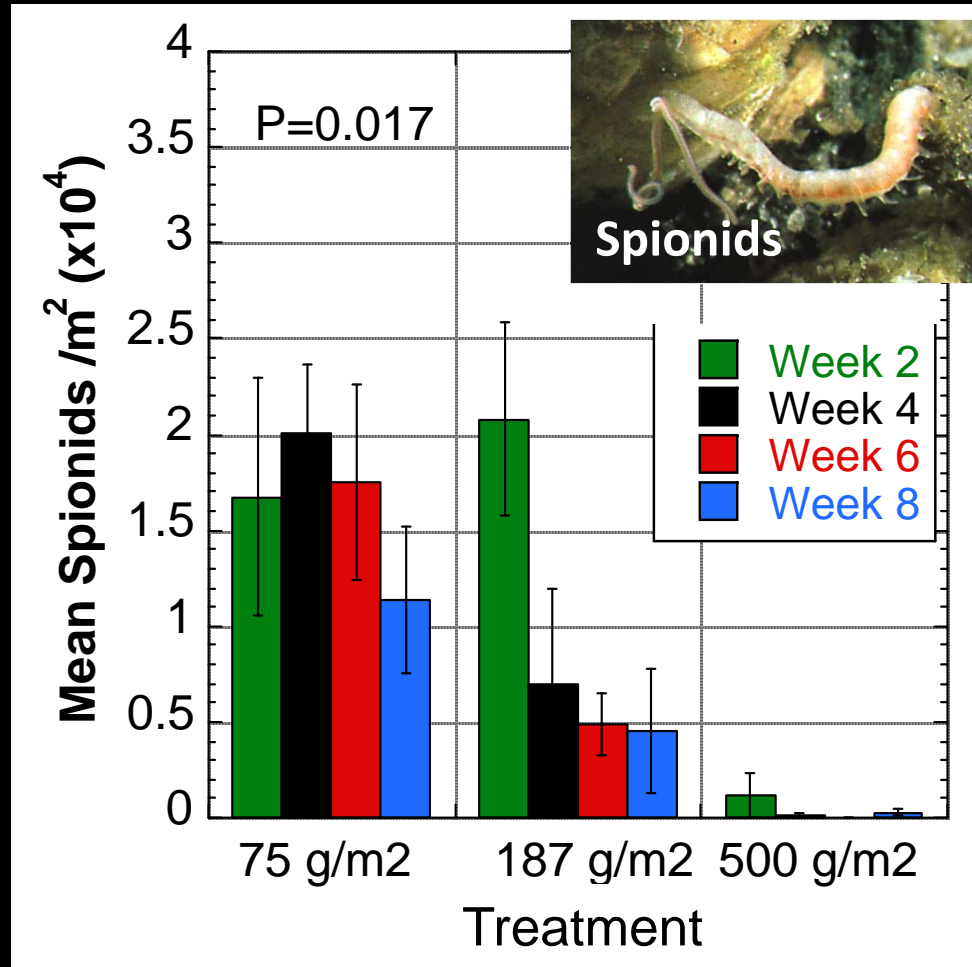 Mean Spionids /m² (x10⁴)
4
3.5
3
2.5
2
1.5
1
0.5
0
P=0.017
Spionids
Week 2
Week 4
Week 6
Week 8
75 g/m2
187 g/m2
500 g/m2
Treatment